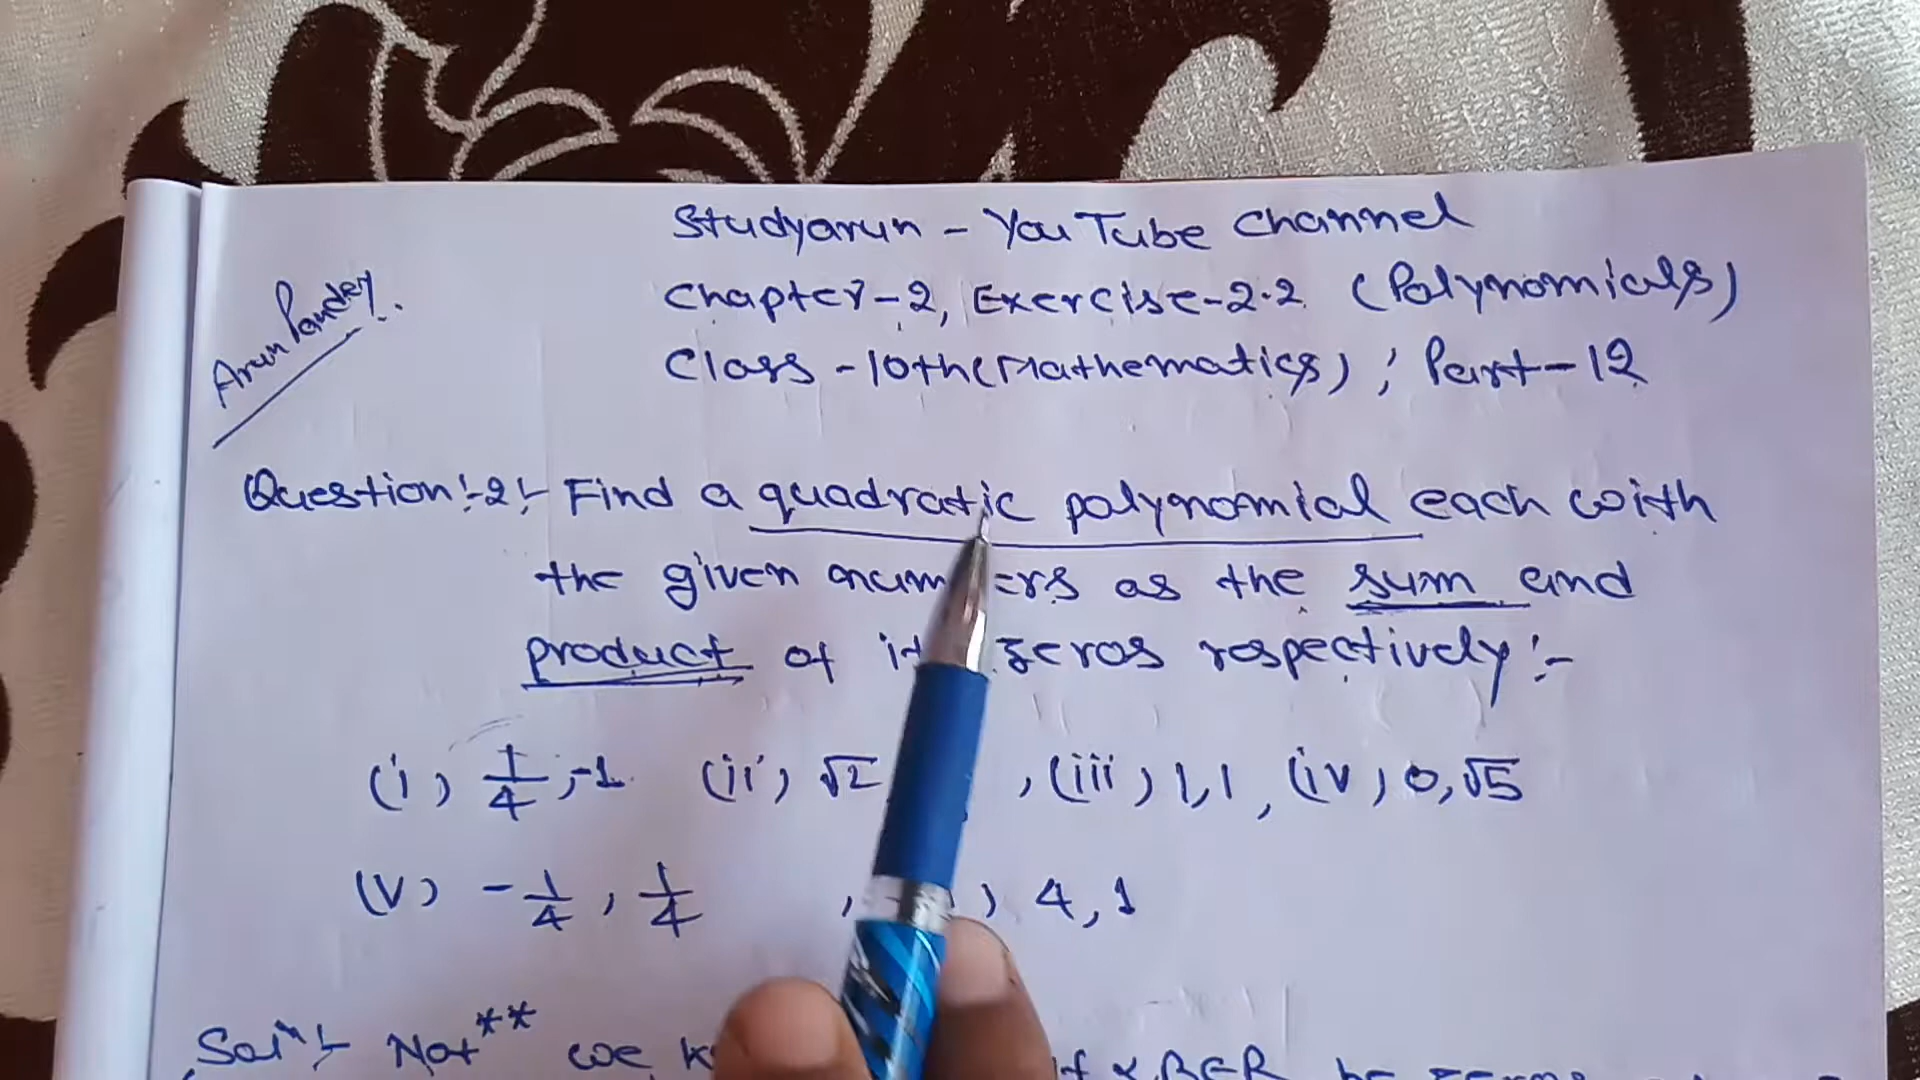 Studyarun - YouTube Channel
Arun Pandey.
Chapter-2, Exercise-2.2 (Polynomials)
Class -10th(Mathematics) ; Part-12
Question:-2:- Find a quadratic polynomial each with
the given as the sum and
product of zeros respectively:-
(i) 1/4, -1 (ii) √2 , (iii) 1,1, (iv) 0,√5
(v) -1/4, 1/4 , ) 4,1
Solⁿ:- Not** we